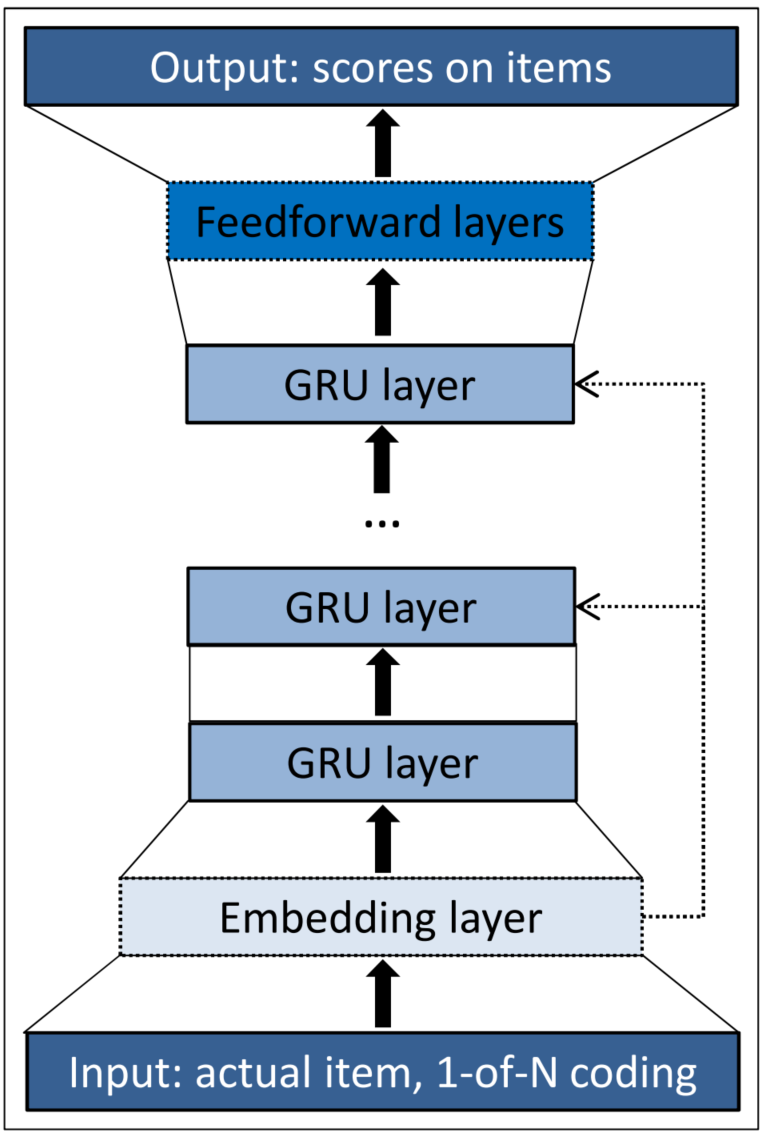 Output: scores on items
Feedforward layers
GRU layer
...
GRU layer
GRU layer
Embedding layer
Input: actual item, 1-of-N coding